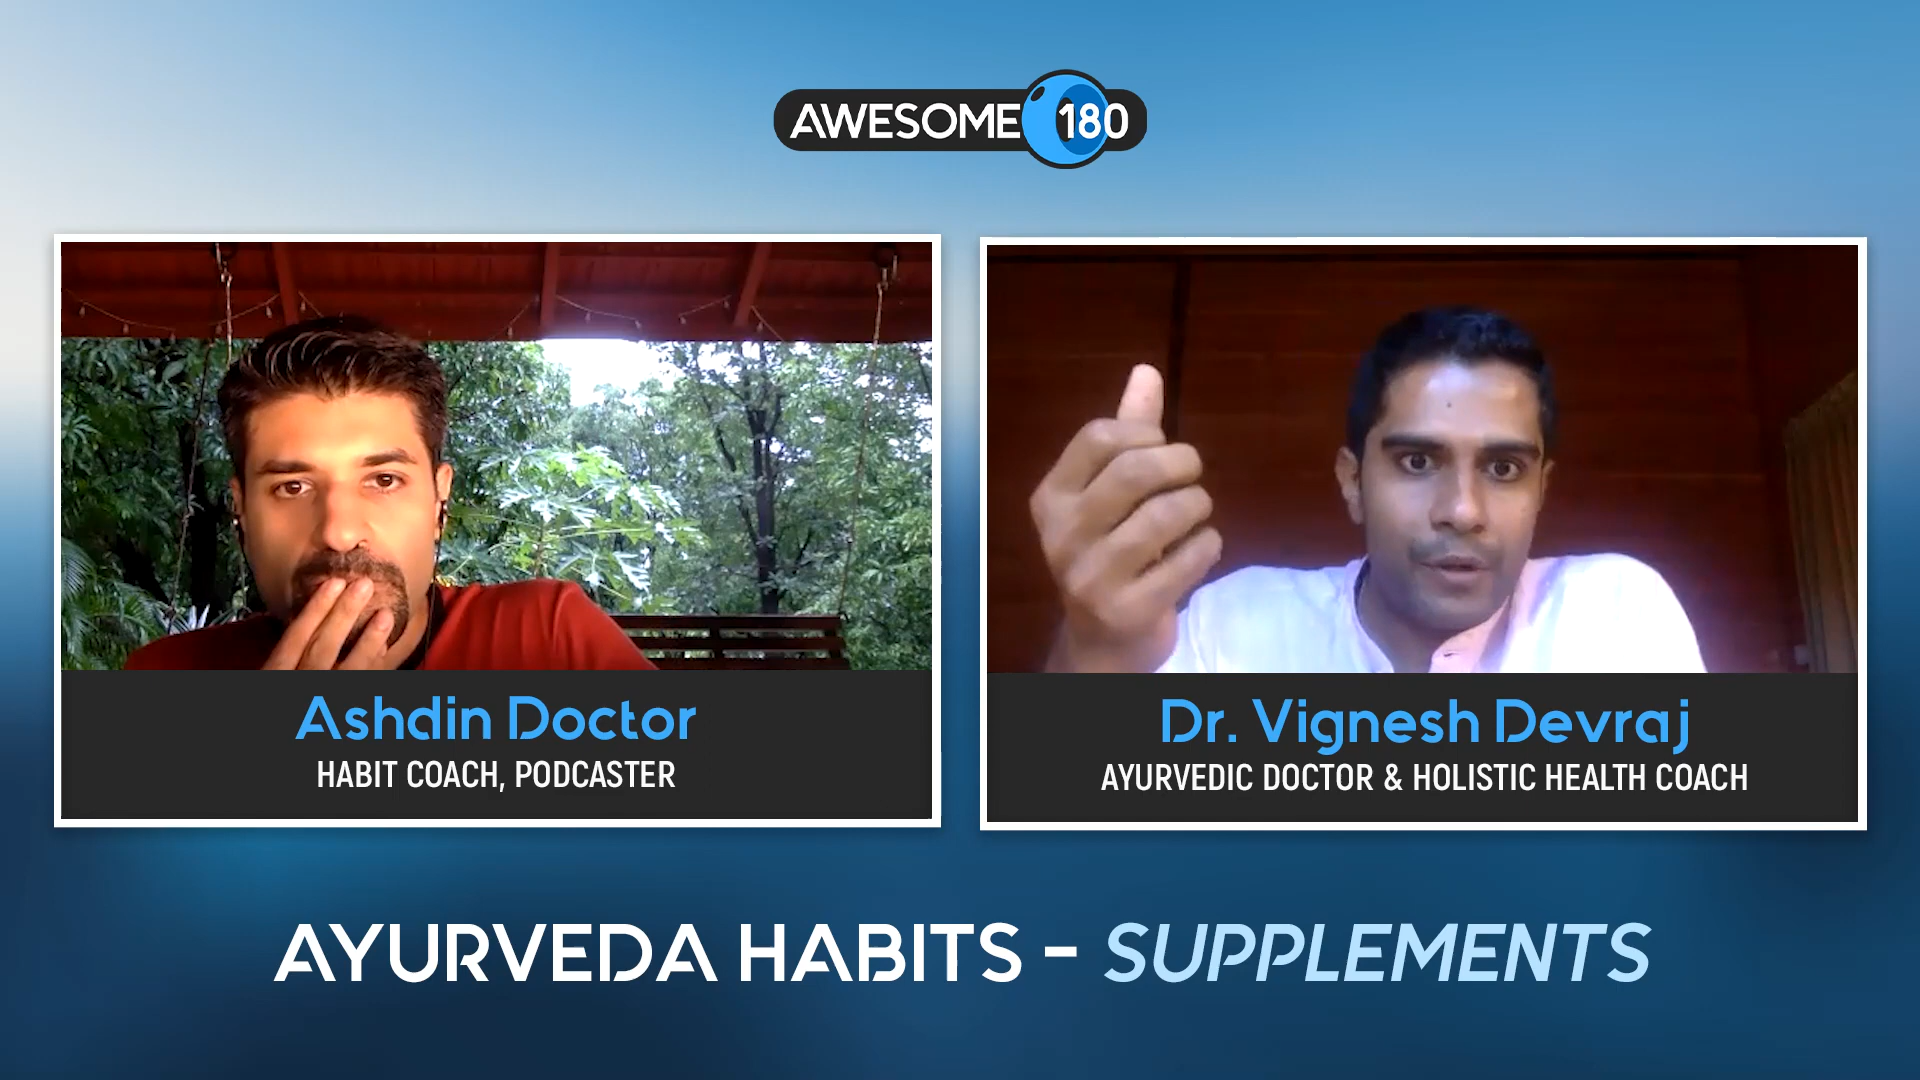 AWESOME 180
Ashdin Doctor
HABIT COACH, PODCASTER
Dr. Vignesh Devraj
AYURVEDIC DOCTOR & HOLISTIC HEALTH COACH
AYURVEDA HABITS - SUPPLEMENTS